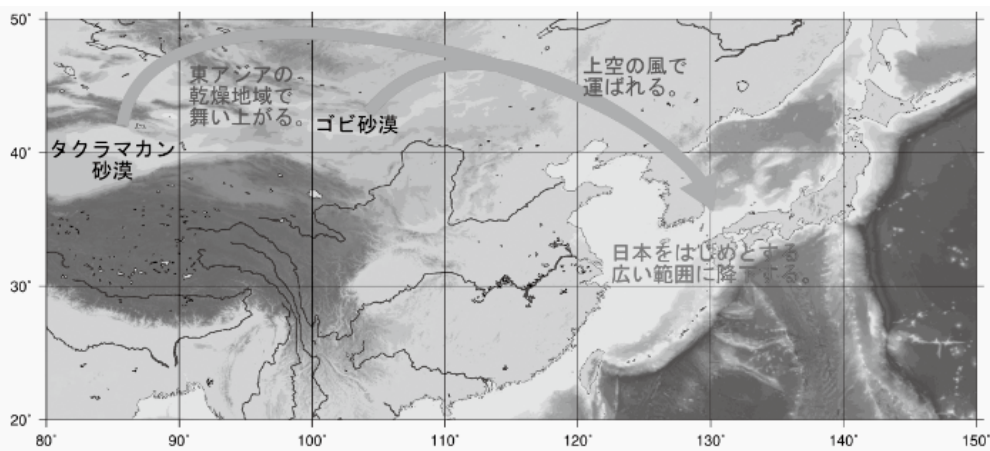 50°
東アジアの
乾燥地域で
舞い上がる。
上空の風で
運ばれる。
ゴビ砂漠
40°
タクラマカン
砂漠
日本をはじめとする
広い範囲に降下する。
30°
20°
80°
90°
100°
110°
120°
130°
140°
150°